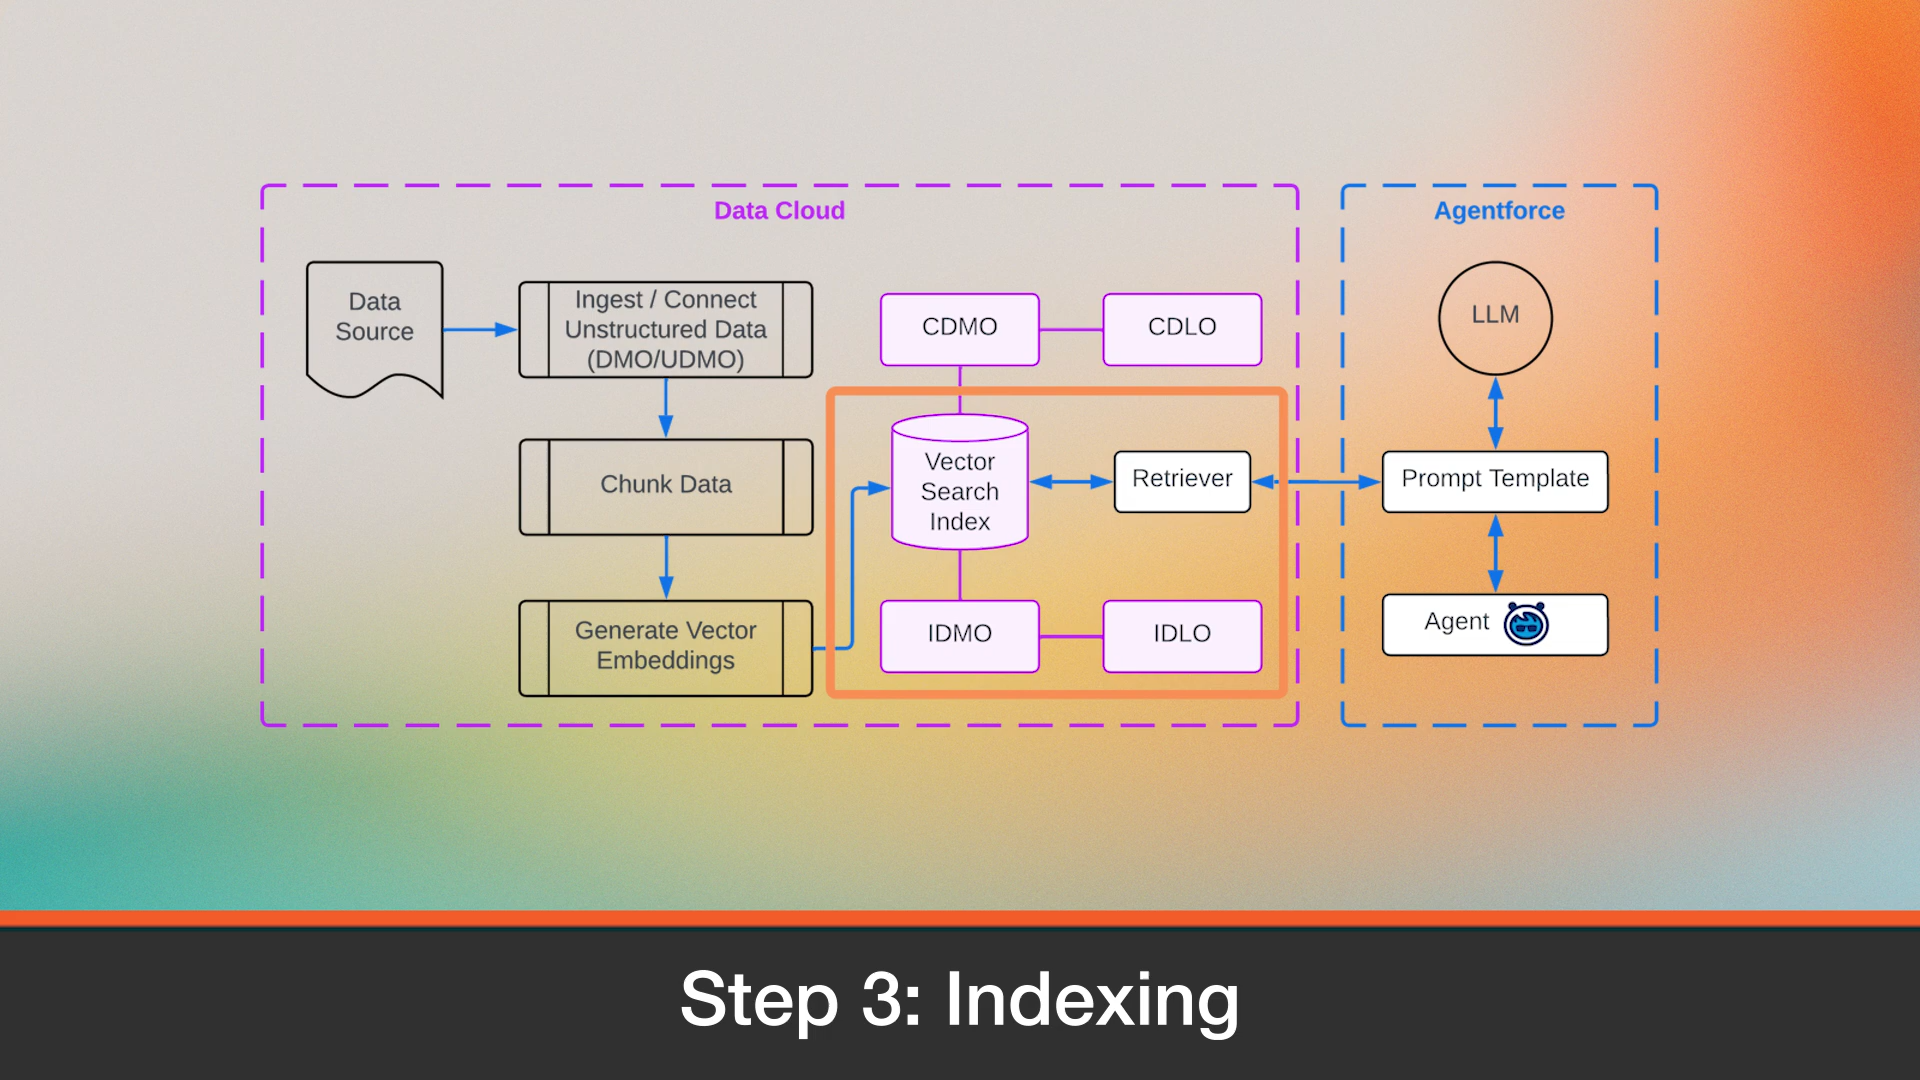 Data Cloud
Agentforce
Data
Source
Ingest / Connect
Unstructured Data
(DMO/UDMO)
CDMO
CDLO
LLM
Chunk Data
Vector
Search
Index
Retriever
Prompt Template
Generate Vector
Embeddings
IDMO
IDLO
Agent
Step 3: Indexing